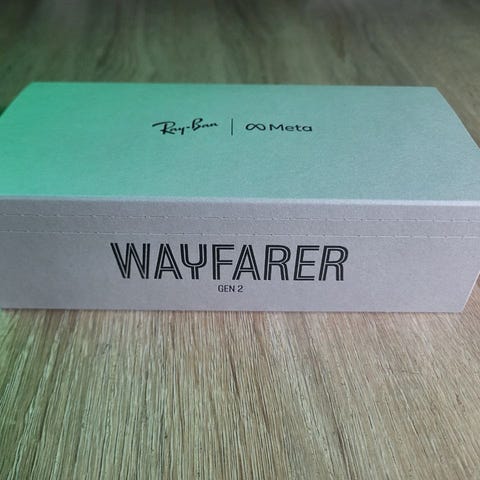 Ray-Ban | ∞ Meta
WAYFARER
GEN 2